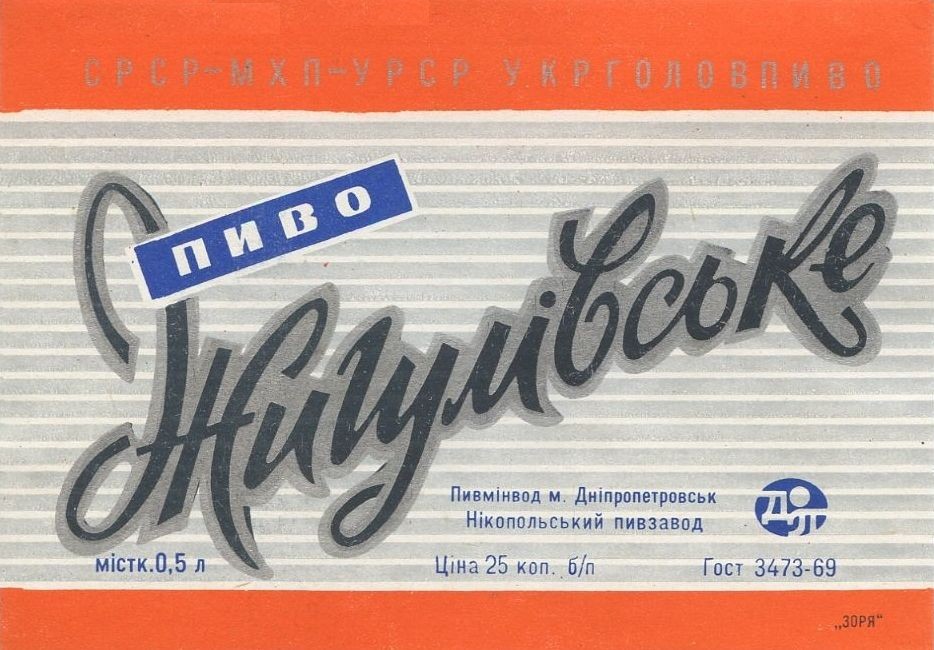 СРСР-МХП-УРСР УКРГОЛОВПИВО
ПИВО
Жигулівське
Пивмінвод м. Дніпропетровськ
Нікопольський пивзавод
містк.0,5 л
Ціна 25 коп. б/п
Гост 3473-69
„ЗОРЯ“